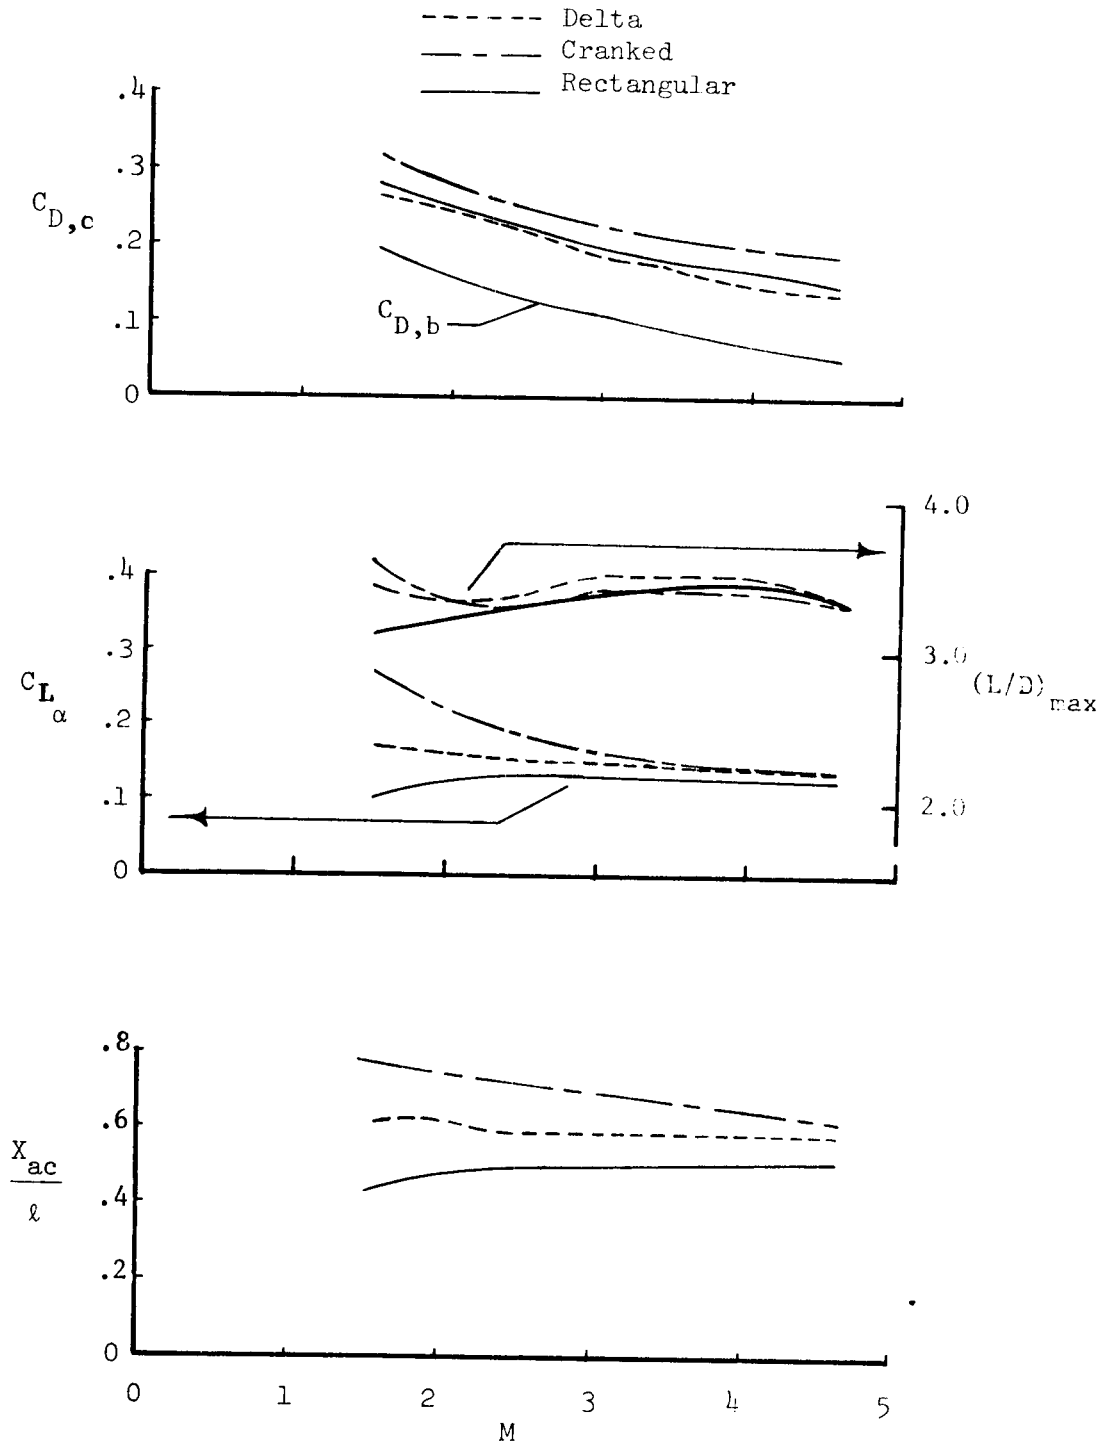 Delta
Cranked
Rectangular
.4
.3
C_D,c
.2
C_D,b
.1
0
4.0
.4
.3
3.0
C_L_α
(L/D)_max
.2
.1
2.0
0
.8
.6
X_ac
ℓ
.4
.2
0
0 1 2 3 4 5
M